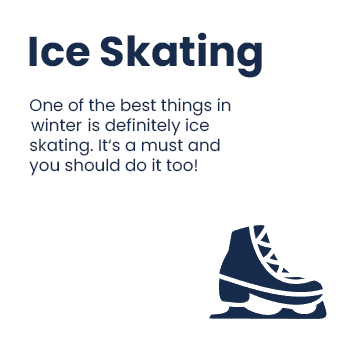 Ice Skating
One of the best things in
winter is definitely ice
skating. It‘s a must and
you should do it too!